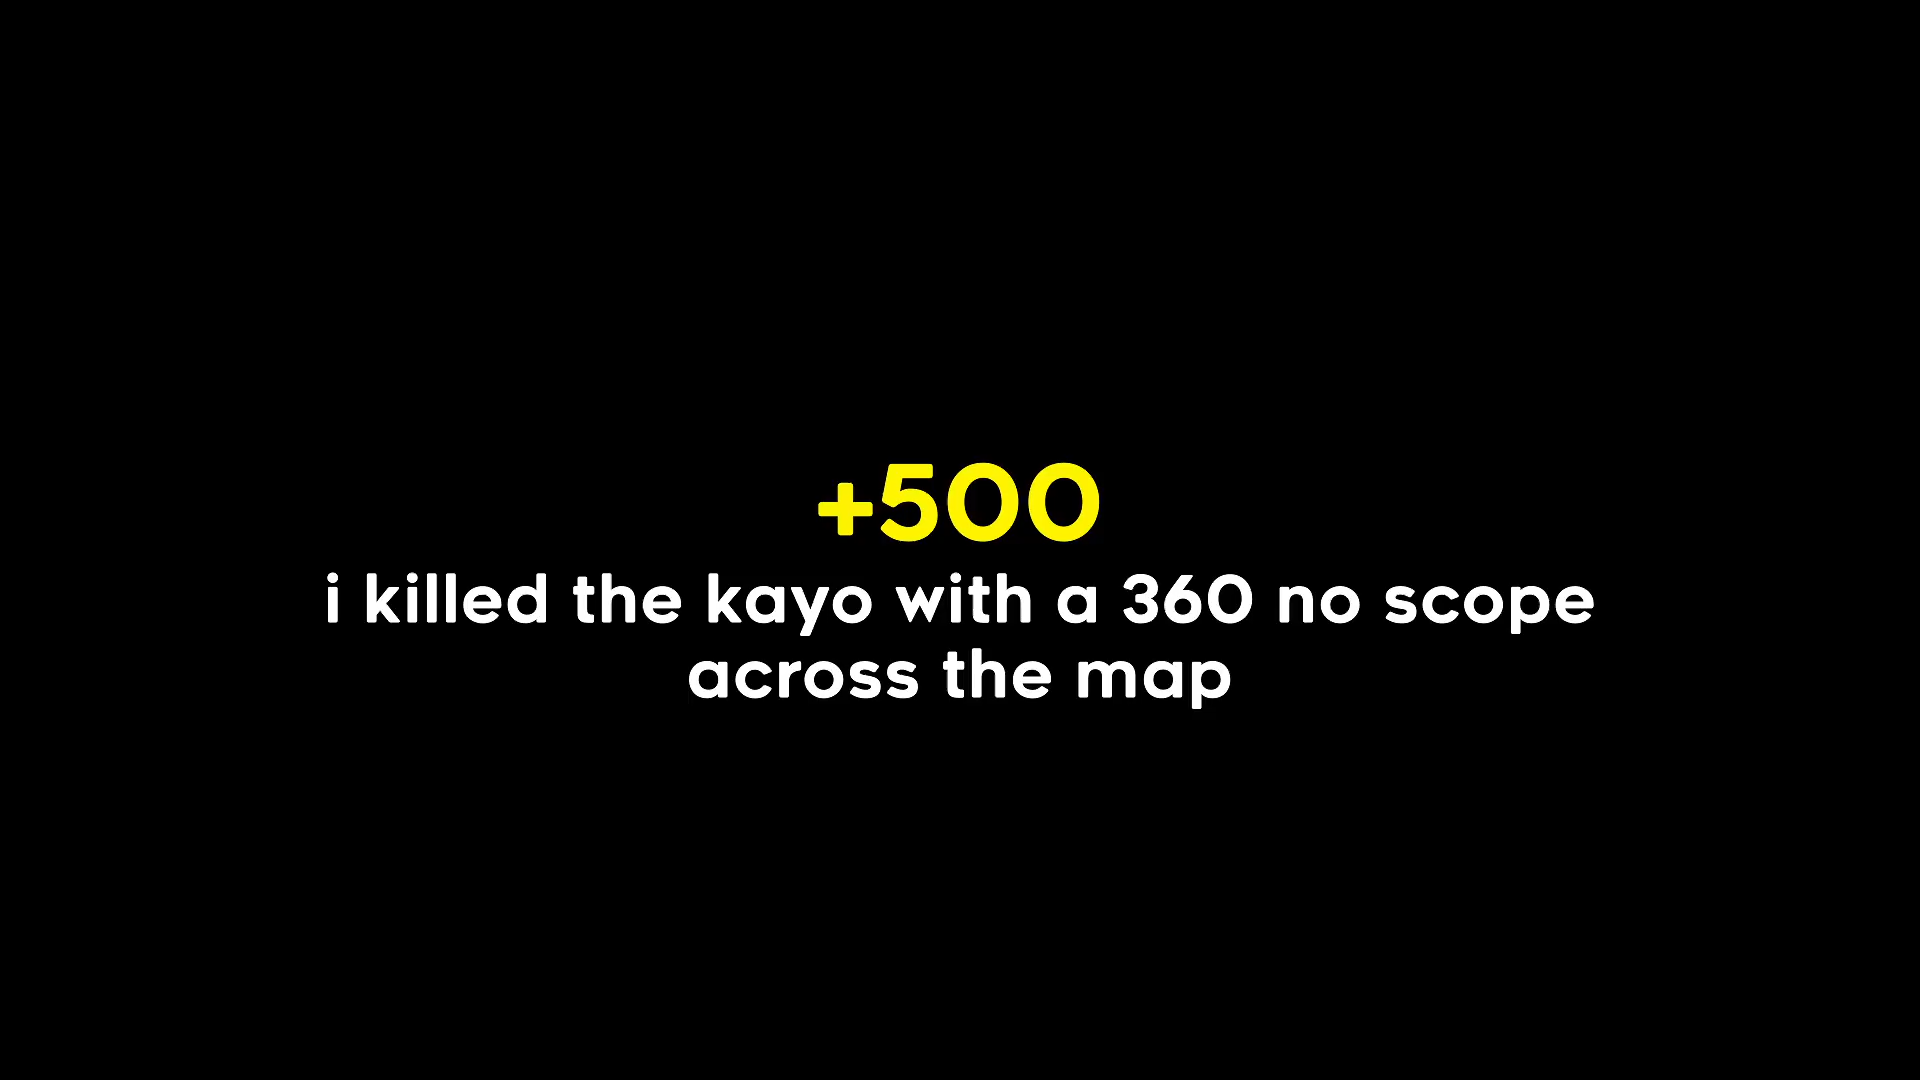 +500
i killed the kayo with a 360 no scope
across the map